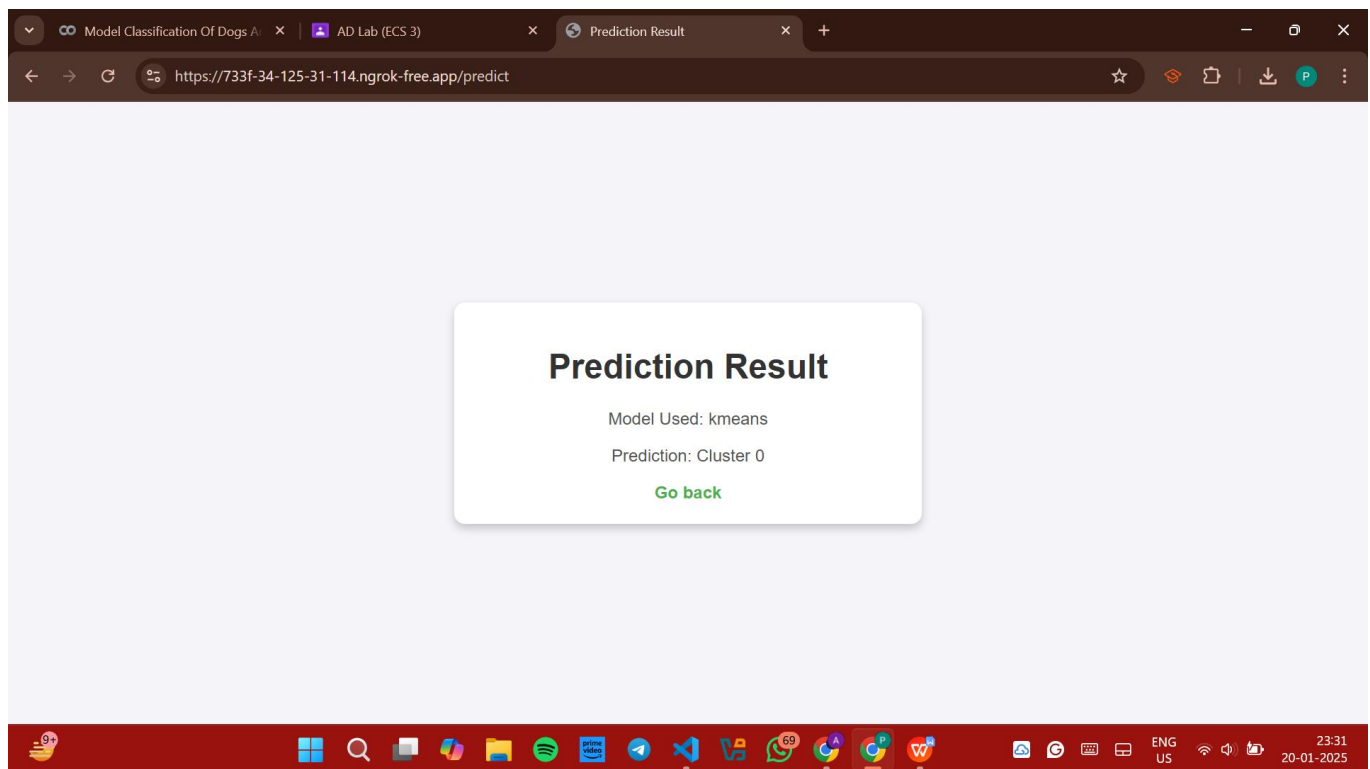 Model Classification Of Dogs A
AD Lab (ECS 3)
Prediction Result
https://733f-34-125-31-114.ngrok-free.app/predict
P
Prediction Result
Model Used: kmeans
Prediction: Cluster 0
Go back
9+
prime video
69
A
P
W
G
ENG
US
23:31
20-01-2025